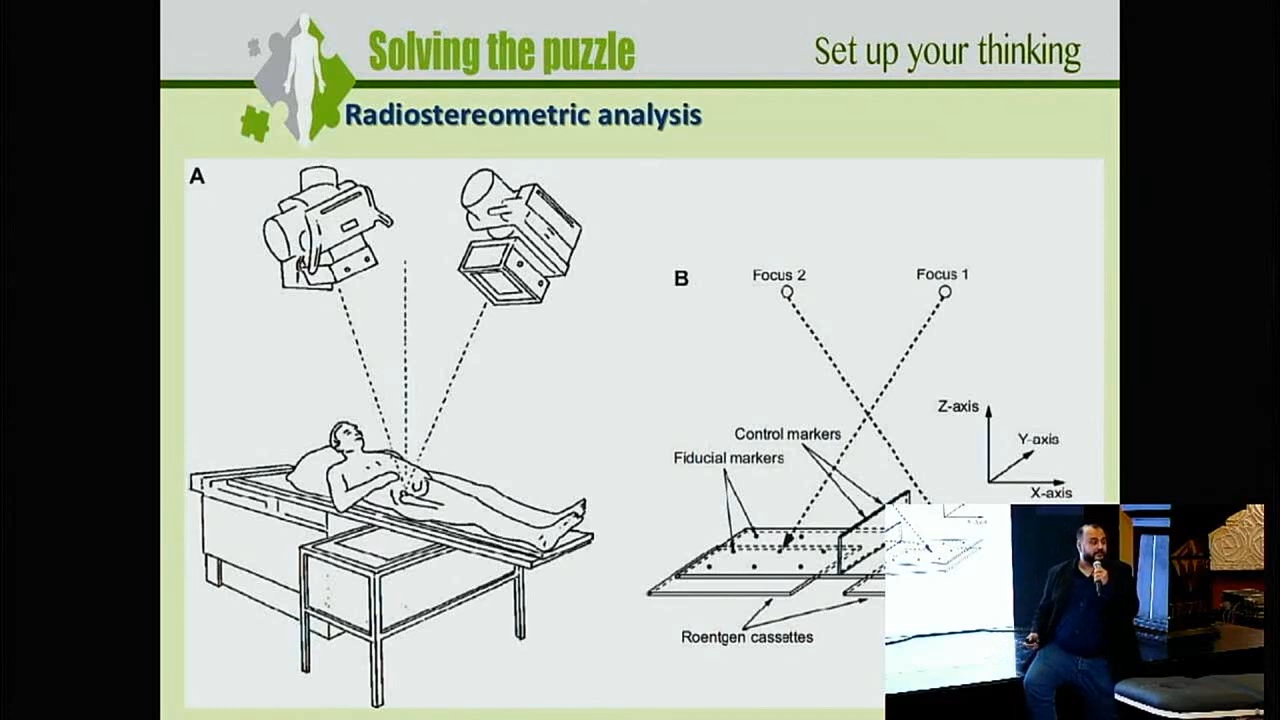 Solving the puzzle
Set up your thinking
Radiostereometric analysis
A
B
Focus 2
Focus 1
Z-axis
Y-axis
X-axis
Control markers
Fiducial markers
Roentgen cassettes